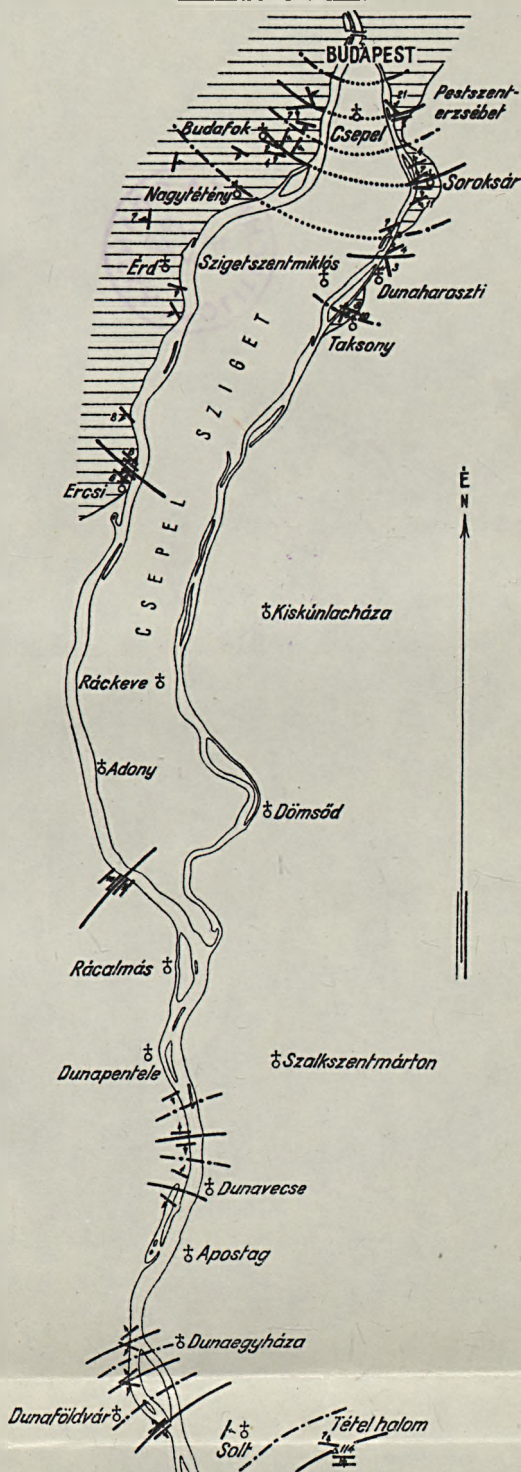 BUDAPEST
Pestszent-
erzsébet
Budafok
Csepel
Nagytétény
Soroksár
Érd
Szigetszentmiklós
Dunaharaszti
Taksony
CSEPEL SZIGET
Ercsi
É
N
Kiskúnlacháza
Ráckeve
Adony
Dömsőd
Rácalmás
Dunapentele
Szalkszentmárton
Dunavecse
Apostag
Dunaegyháza
Dunaföldvár
Solt
Tétel halom